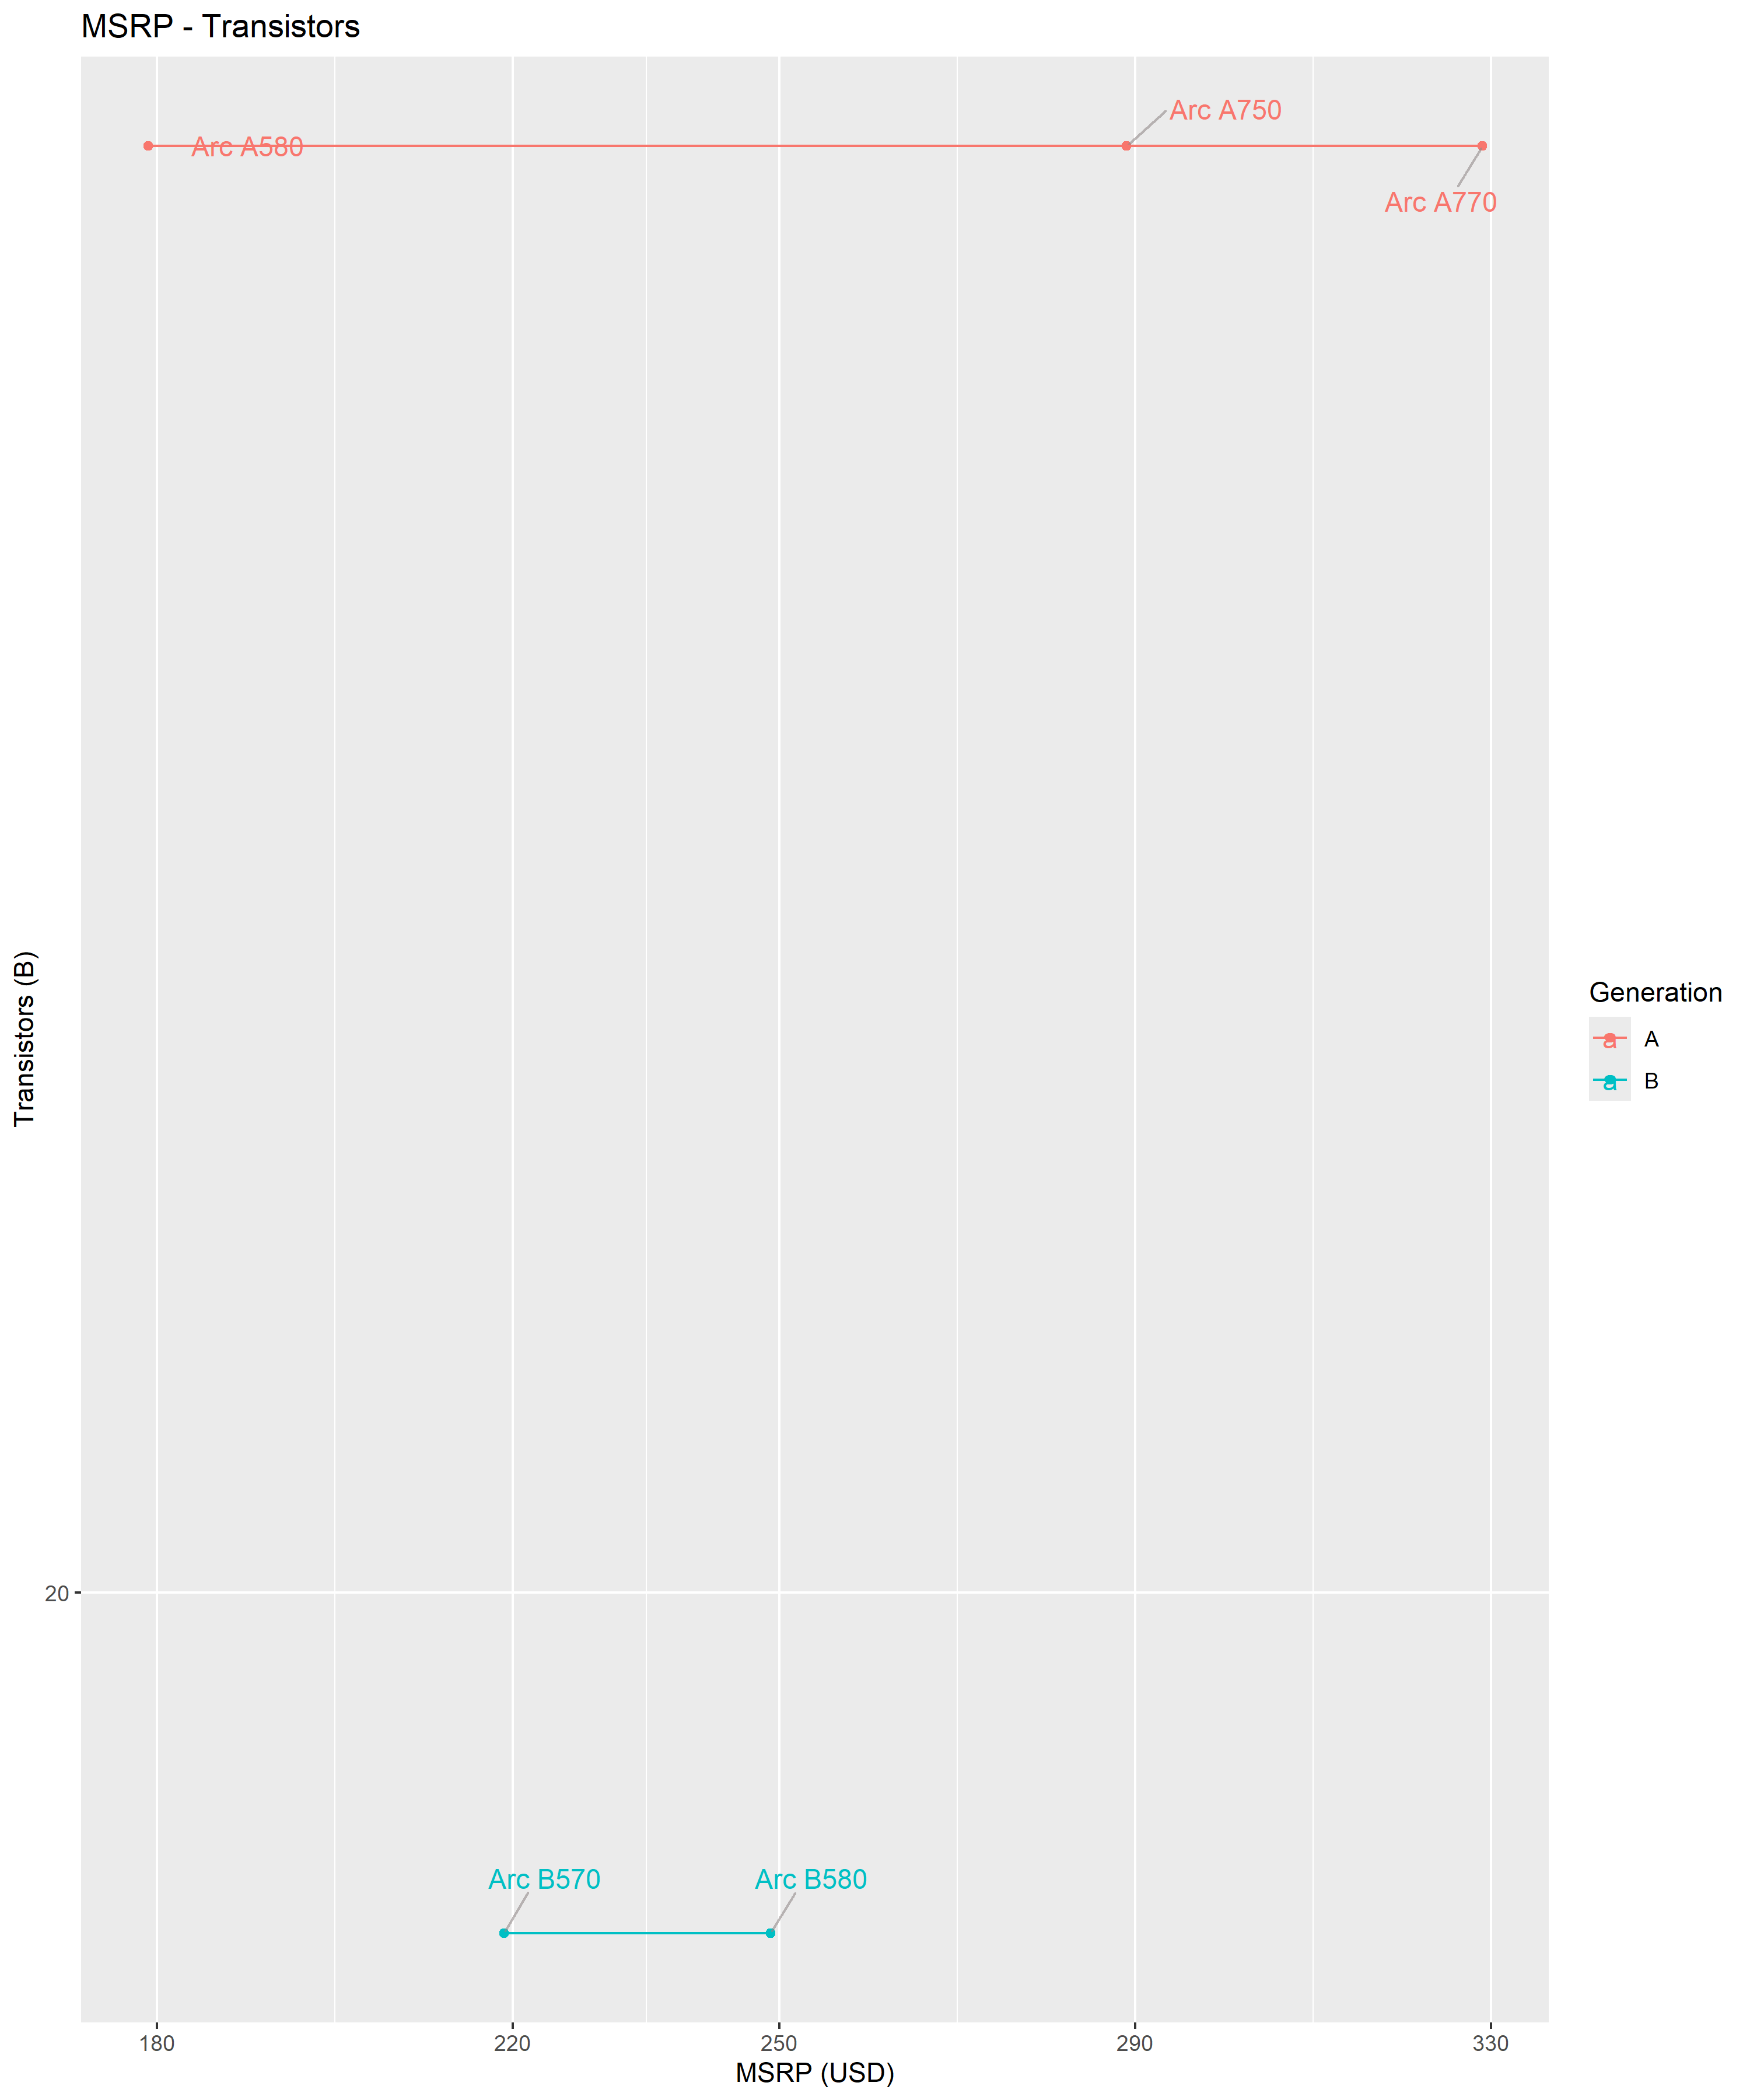 MSRP - Transistors
Arc A750
Arc A580
Arc A770
Transistors (B)
Generation
a A
a B
20
Arc B570
Arc B580
180
220
250
290
330
MSRP (USD)